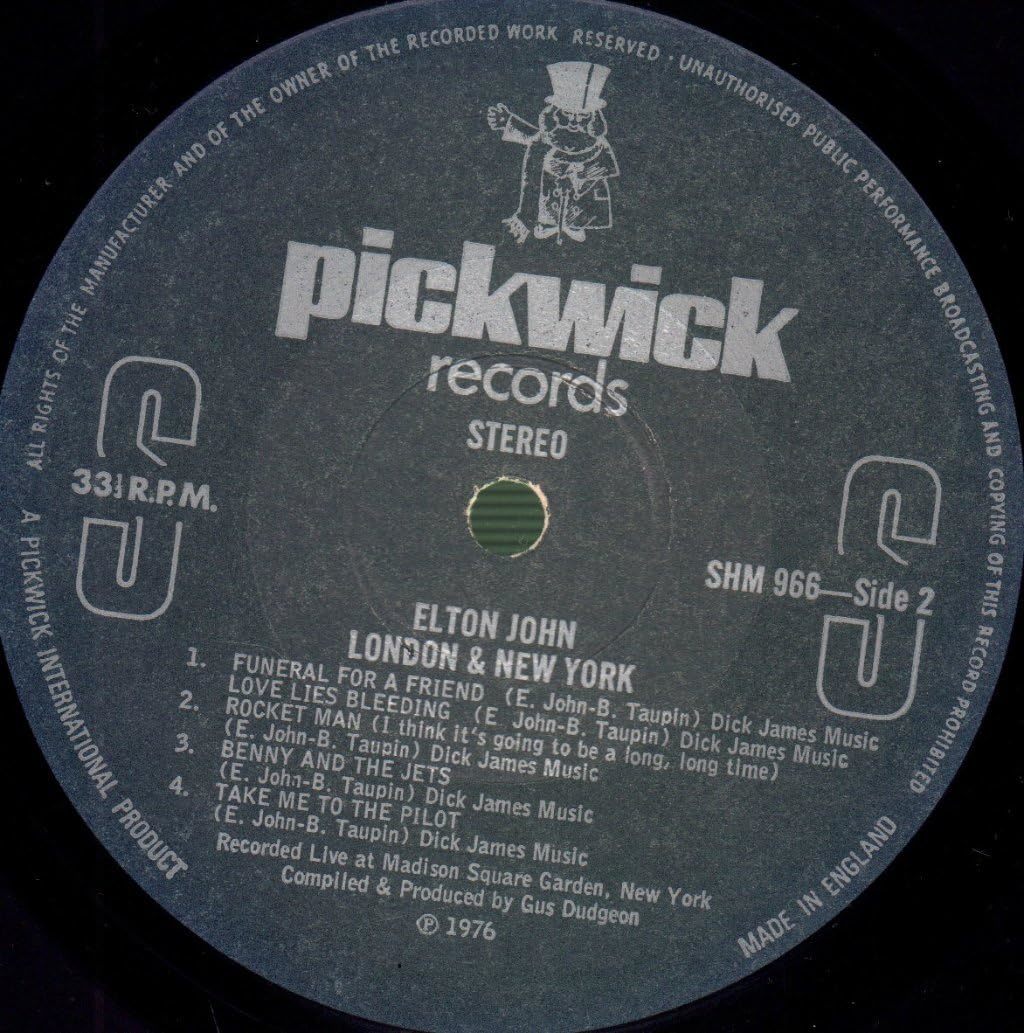 ALL RIGHTS OF THE MANUFACTURER AND OF THE OWNER OF THE RECORDED WORK RESERVED · UNAUTHORISED PUBLIC PERFORMANCE BROADCASTING AND COPYING OF THIS RECORD PROHIBITED
pickwick
records
STEREO
33⅓ R.P.M.
SHM 966—Side 2
ELTON JOHN
LONDON & NEW YORK
1. FUNERAL FOR A FRIEND (E. John-B. Taupin) Dick James Music
LOVE LIES BLEEDING (E John-B. Taupin) Dick James Music
2. ROCKET MAN (I think it's going to be a long, long time)
(E. John-B. Taupin) Dick James Music
3. BENNY AND THE JETS
(E. John-B. Taupin) Dick James Music
4. TAKE ME TO THE PILOT
(E. John-B. Taupin) Dick James Music
Recorded Live at Madison Square Garden, New York
Compiled & Produced by Gus Dudgeon
℗ 1976
A PICKWICK INTERNATIONAL PRODUCT
MADE IN ENGLAND